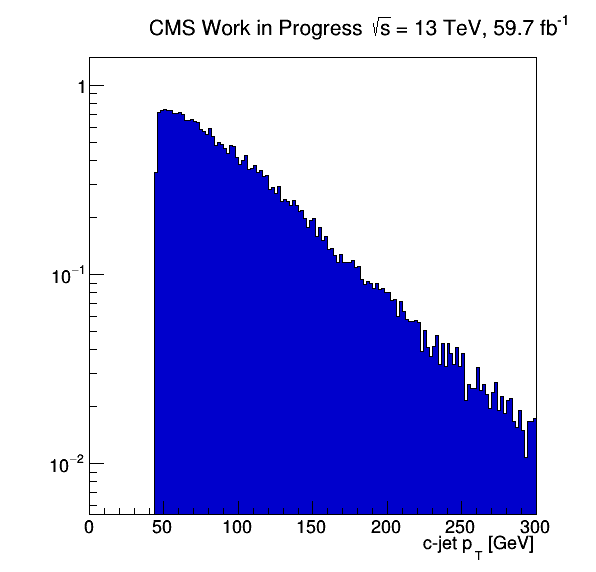 CMS Work in Progress √s = 13 TeV, 59.7 fb⁻¹
1
10⁻¹
10⁻²
0 50 100 150 200 250 300
c-jet p_T [GeV]